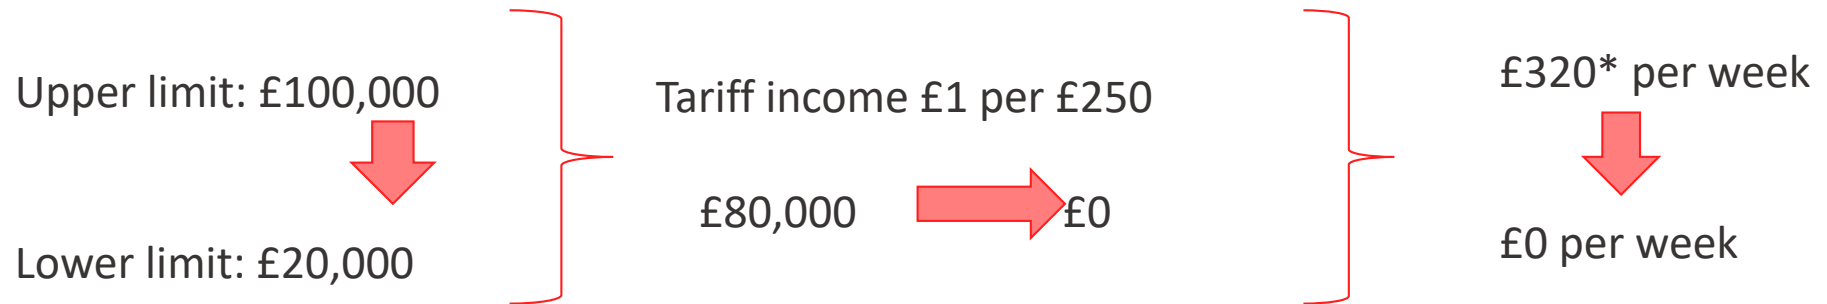 Upper limit: £100,000
Lower limit: £20,000
Tariff income £1 per £250
£80,000 £0
£320* per week
£0 per week